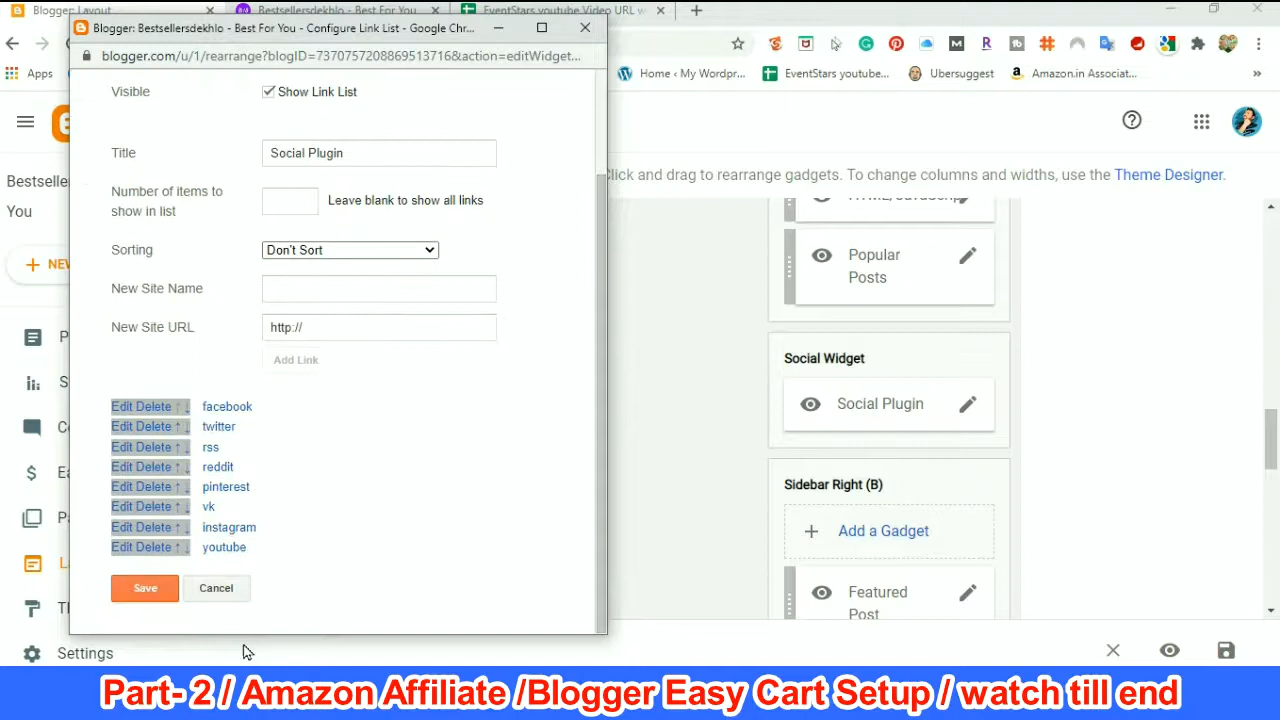 Blogger: Layout
Bestsellersdekhlo - Best For You
EventStars youtube Video URL w
Blogger: Bestsellersdekhlo - Best For You - Configure Link List - Google Chr...
blogger.com/u/1/rearrange?blogID=7370757208869513716&action=editWidget...
Apps
Home ‹ My Wordpr...
EventStars youtube...
Ubersuggest
Amazon.in Associat...
Bestseller
You
NEW
Settings
Visible
Show Link List
Title
Social Plugin
Number of items to
show in list
Leave blank to show all links
Sorting
Don't Sort
New Site Name
New Site URL
http://
Add Link
Edit Delete ↑ ↓ facebook
Edit Delete ↑ ↓ twitter
Edit Delete ↑ ↓ rss
Edit Delete ↑ ↓ reddit
Edit Delete ↑ ↓ pinterest
Edit Delete ↑ ↓ vk
Edit Delete ↑ ↓ instagram
Edit Delete ↑ ↓ youtube
Save
Cancel
Click and drag to rearrange gadgets. To change columns and widths, use the Theme Designer.
Popular
Posts
Social Widget
Social Plugin
Sidebar Right (B)
+ Add a Gadget
Featured
Post
Part- 2 / Amazon Affiliate /Blogger Easy Cart Setup / watch till end